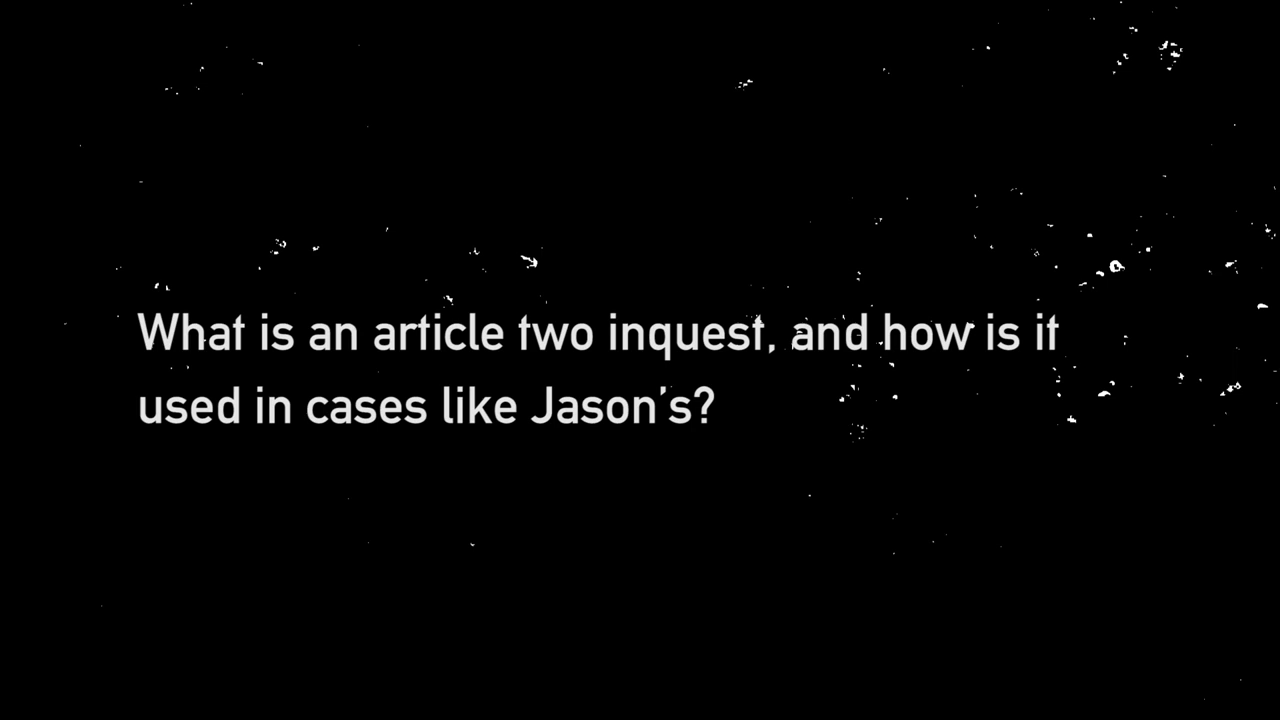 What is an article two inquest, and how is it
used in cases like Jason’s?